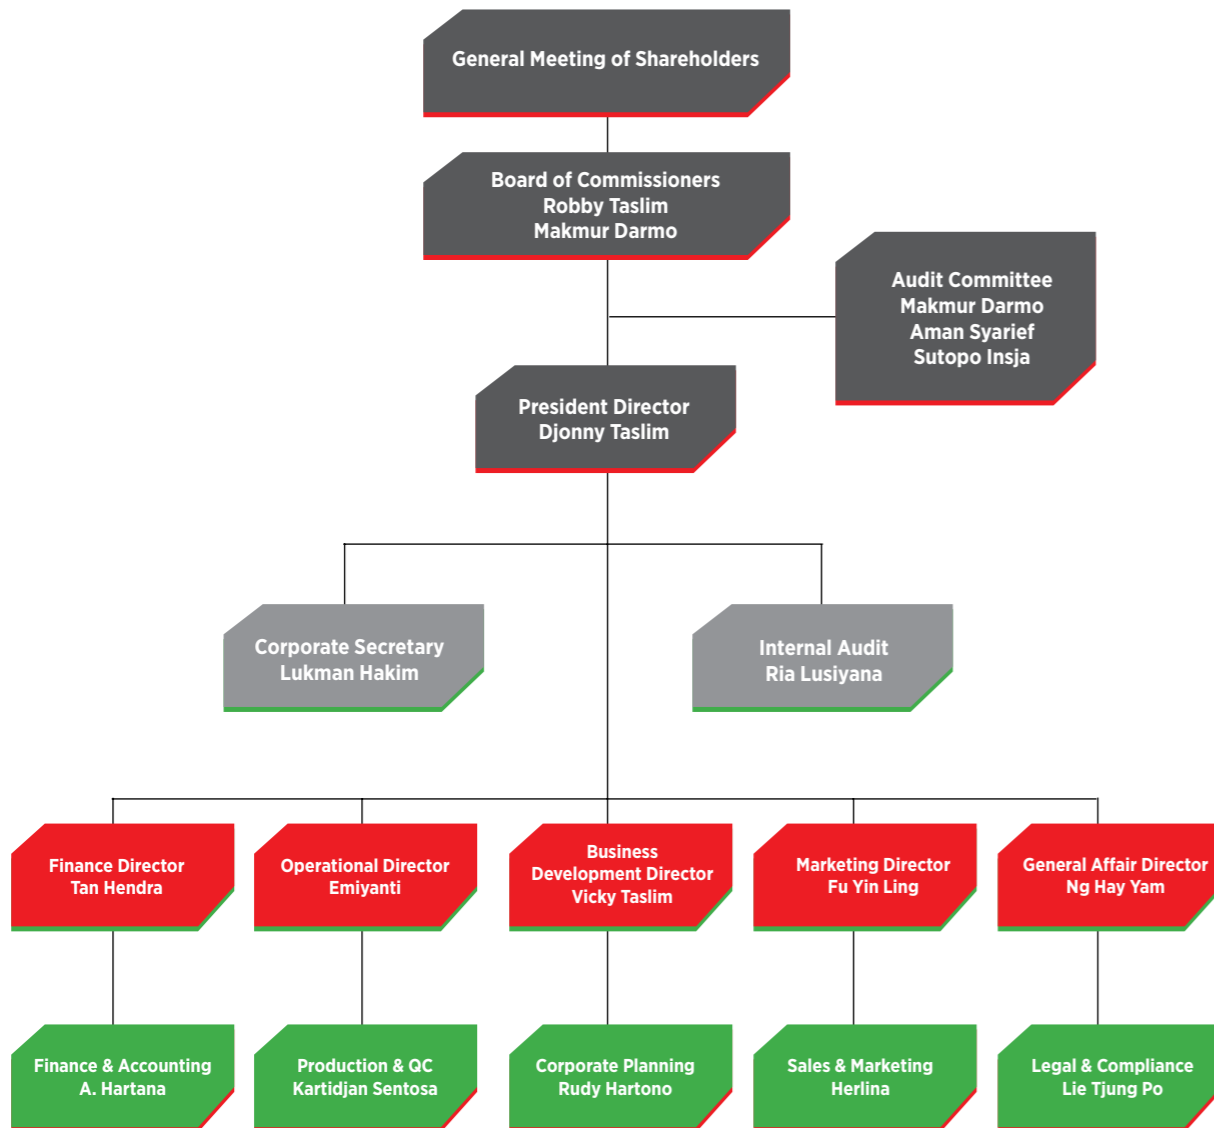 General Meeting of Shareholders
Board of Commissioners
Robby Taslim
Makmur Darmo
Audit Committee
Makmur Darmo
Aman Syarief
Sutopo Insja
President Director
Djonny Taslim
Corporate Secretary
Lukman Hakim
Internal Audit
Ria Lusiyana
Finance Director
Tan Hendra
Operational Director
Emiyanti
Business
Development Director
Vicky Taslim
Marketing Director
Fu Yin Ling
General Affair Director
Ng Hay Yam
Finance & Accounting
A. Hartana
Production & QC
Kartidjan Sentosa
Corporate Planning
Rudy Hartono
Sales & Marketing
Herlina
Legal & Compliance
Lie Tjung Po